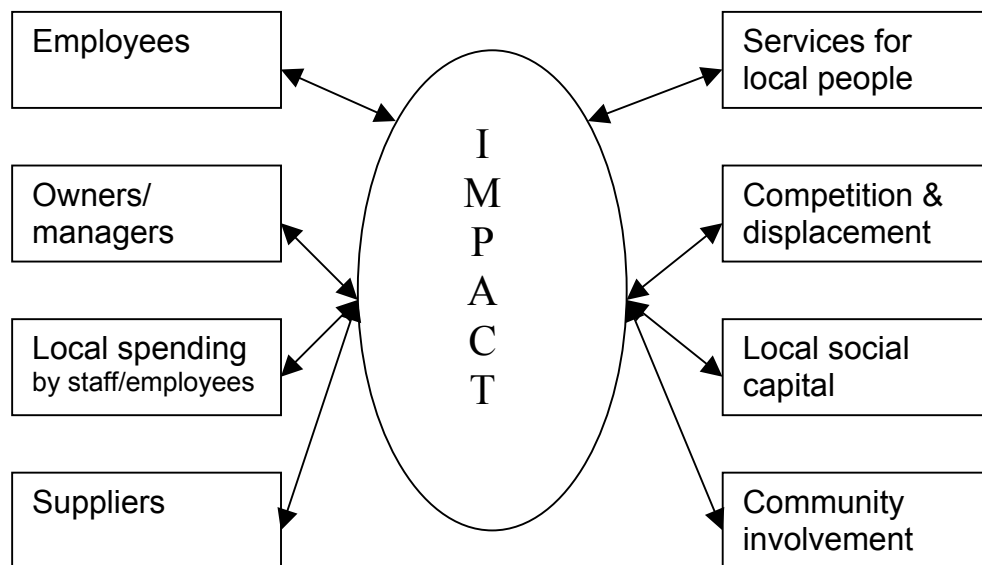 Employees
Owners/
managers
Local spending
by staff/employees
Suppliers
I
M
P
A
C
T
Services for
local people
Competition &
displacement
Local social
capital
Community
involvement